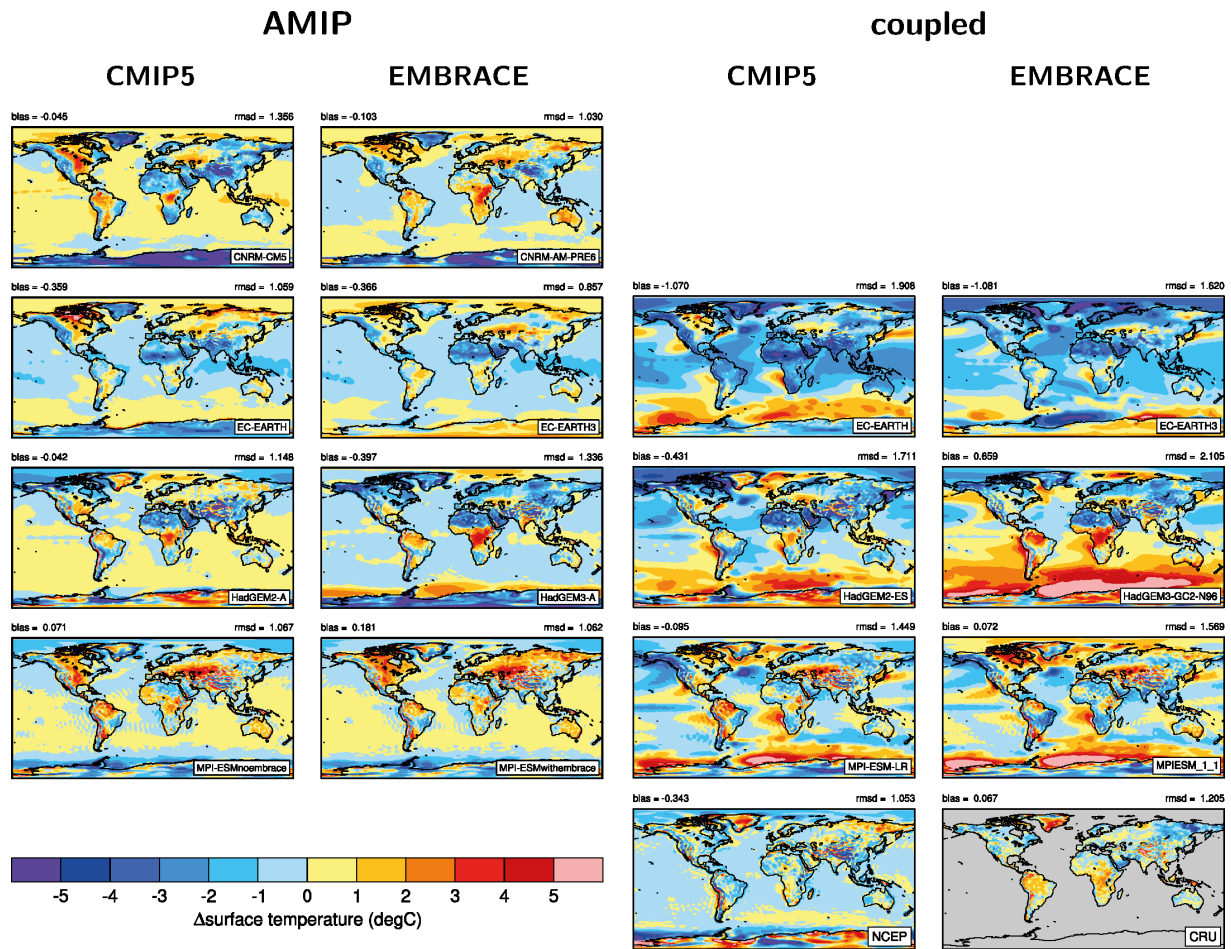 AMIP coupled
CMIP5 EMBRACE CMIP5 EMBRACE
bias = -0.045 rmsd = 1.356 bias = -0.103 rmsd = 1.030
CNRM-CM5 CNRM-AM-PRE6
bias = -0.359 rmsd = 1.059 bias = -0.366 rmsd = 0.857 bias = -1.070 rmsd = 1.908 bias = -1.081 rmsd = 1.620
EC-EARTH EC-EARTH3 EC-EARTH EC-EARTH3
bias = -0.042 rmsd = 1.148 bias = -0.397 rmsd = 1.336 bias = -0.431 rmsd = 1.711 bias = 0.659 rmsd = 2.105
HadGEM2-A HadGEM3-A HadGEM2-ES HadGEM3-GC2-N96
bias = 0.071 rmsd = 1.067 bias = 0.181 rmsd = 1.062 bias = -0.095 rmsd = 1.449 bias = 0.072 rmsd = 1.569
MPI-ESMnoembrace MPI-ESMwithembrace MPI-ESM-LR MPIESM_1_1
bias = -0.343 rmsd = 1.053 bias = 0.067 rmsd = 1.205
-5 -4 -3 -2 -1 0 1 2 3 4 5
Δsurface temperature (degC)
NCEP CRU